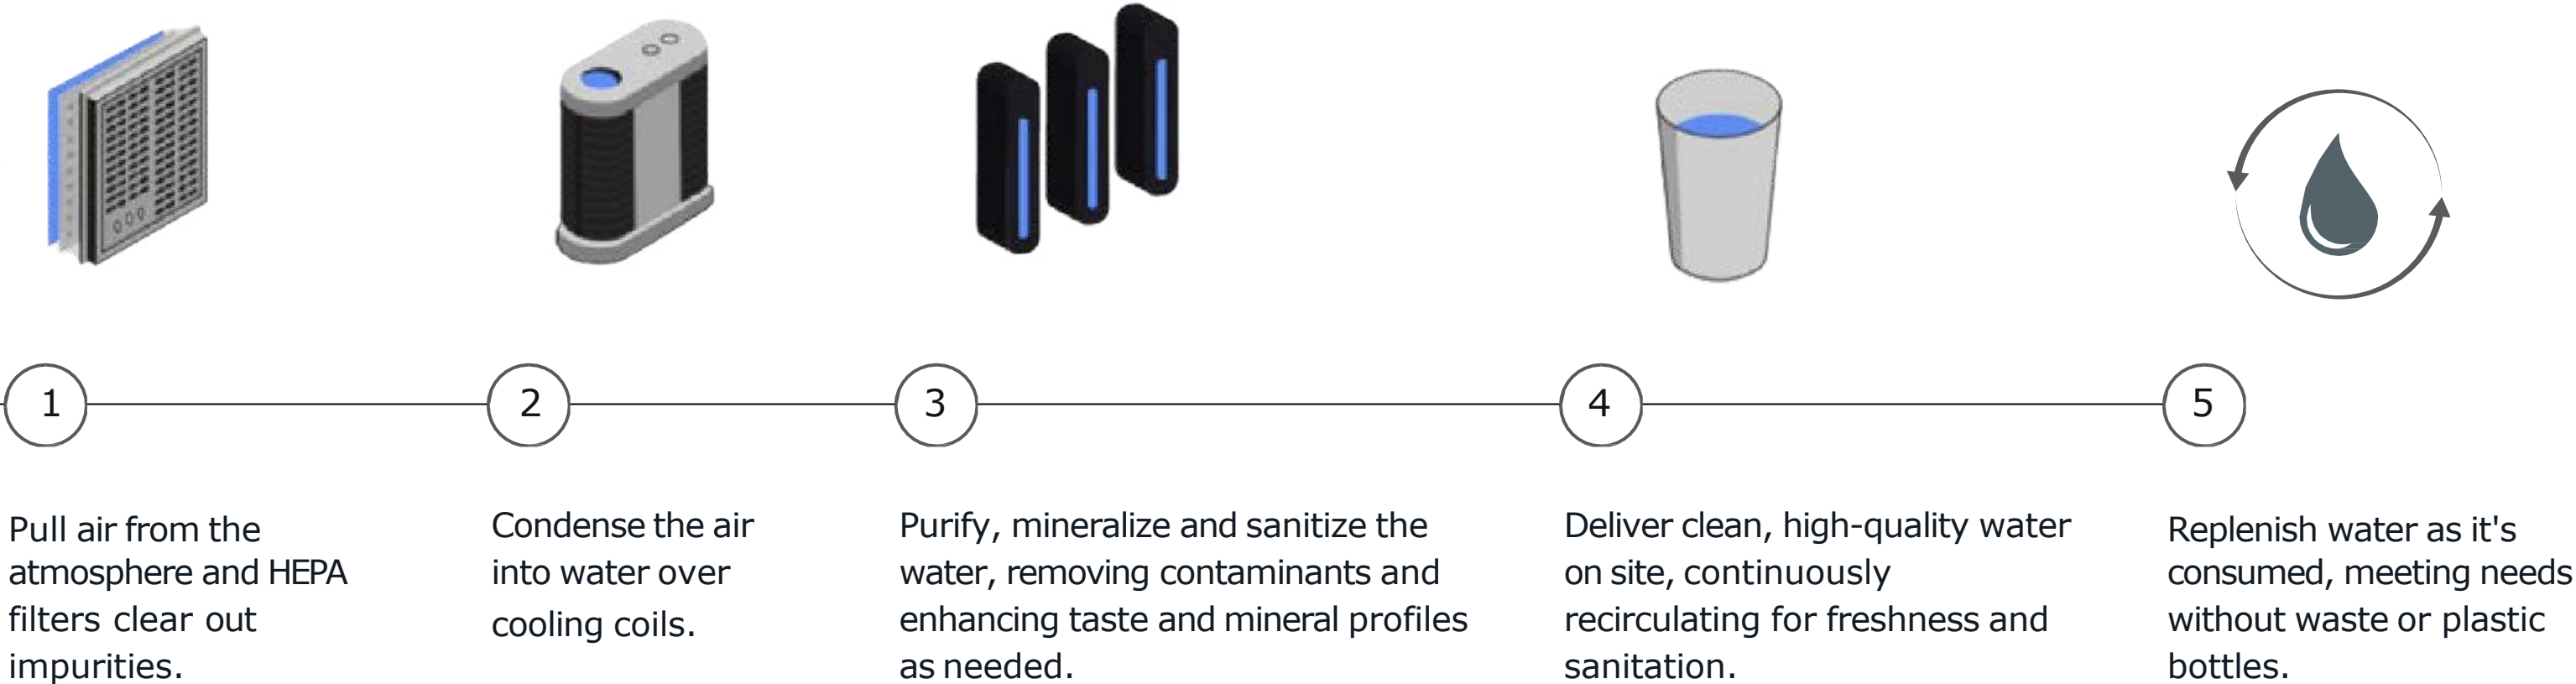 1
Pull air from the
atmosphere and HEPA
filters clear out
impurities.
2
Condense the air
into water over
cooling coils.
3
Purify, mineralize and sanitize the
water, removing contaminants and
enhancing taste and mineral profiles
as needed.
4
Deliver clean, high-quality water
on site, continuously
recirculating for freshness and
sanitation.
5
Replenish water as it's
consumed, meeting needs
without waste or plastic
bottles.